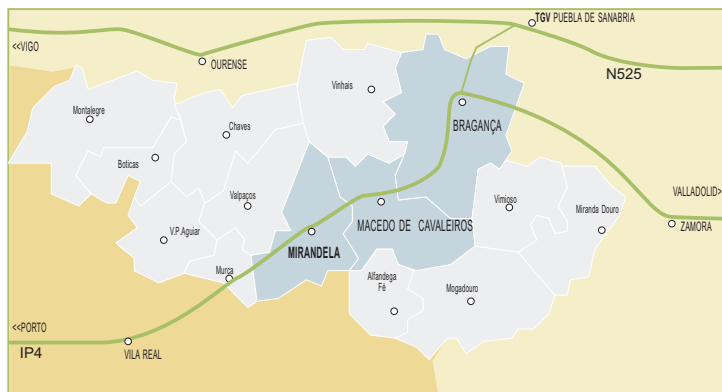 TGV PUEBLA DE SANABRIA
<<VIGO
OURENSE
N525
Vinhais
Montalegre
BRAGANÇA
Chaves
Boticas
VALLADOLID>
Valpaços
Vimioso
Miranda Douro
MACEDO DE CAVALEIROS
ZAMORA
V.P.Aguiar
MIRANDELA
Murça
Alfandega
Fé
Mogadouro
<<PORTO
IP4
VILA REAL